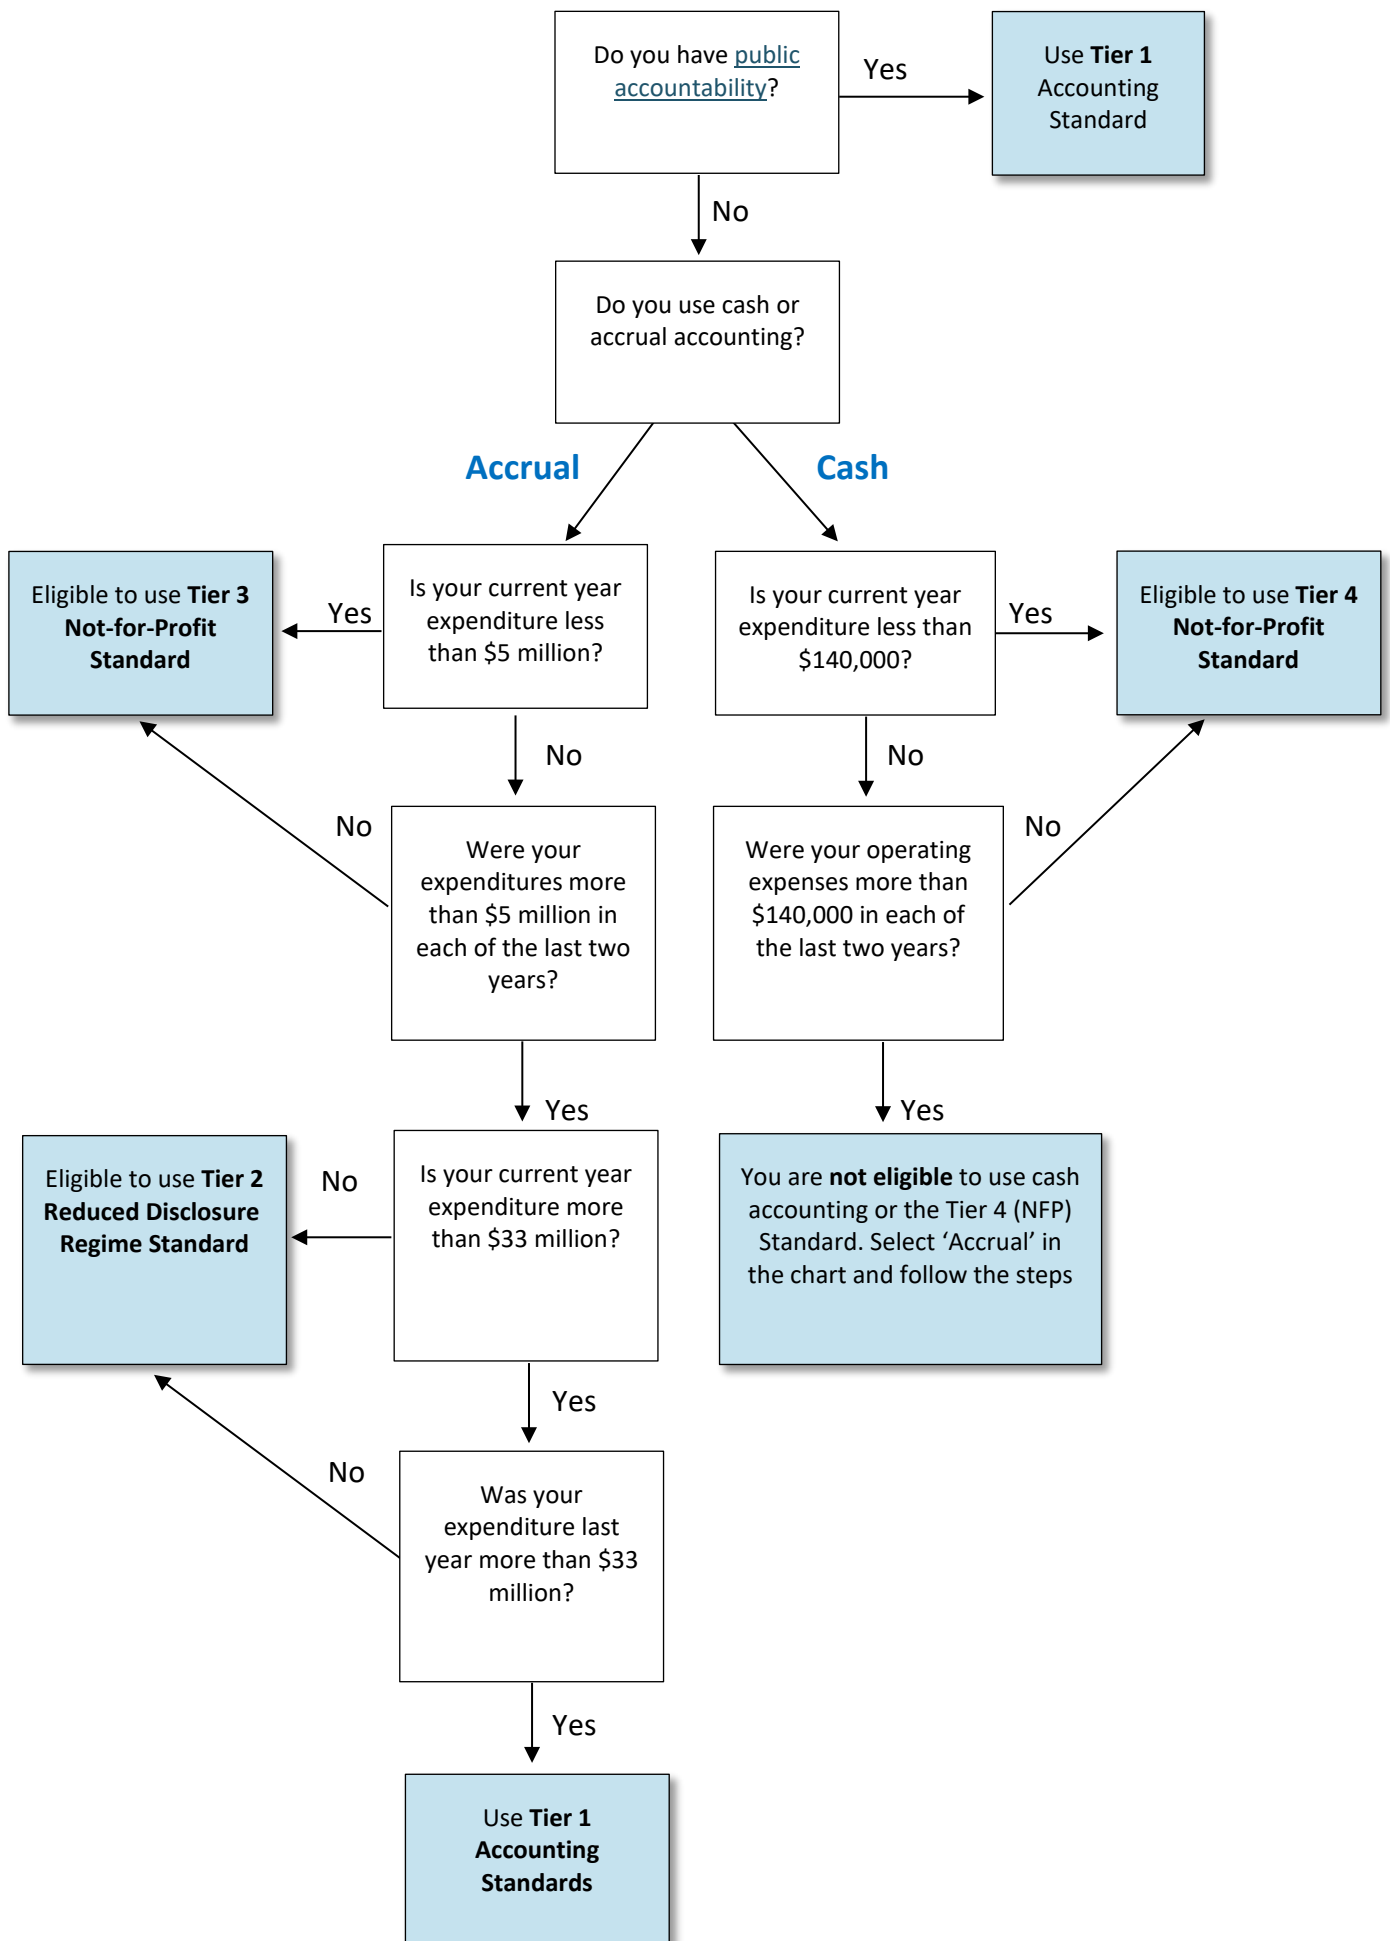 Do you have public
accountability?
Yes
Use Tier 1
Accounting
Standard
No
Do you use cash or
accrual accounting?
Accrual
Cash
Eligible to use Tier 3
Not-for-Profit
Standard
Yes
Is your current year
expenditure less
than $5 million?
Is your current year
expenditure less than
$140,000?
Yes
Eligible to use Tier 4
Not-for-Profit
Standard
No
No
No
Were your
expenditures more
than $5 million in
each of the last two
years?
Were your operating
expenses more than
$140,000 in each of
the last two years?
No
Yes
Yes
Eligible to use Tier 2
Reduced Disclosure
Regime Standard
No
Is your current year
expenditure more
than $33 million?
You are not eligible to use cash
accounting or the Tier 4 (NFP)
Standard. Select ‘Accrual’ in
the chart and follow the steps
Yes
No
Was your
expenditure last
year more than $33
million?
Yes
Use Tier 1
Accounting
Standards